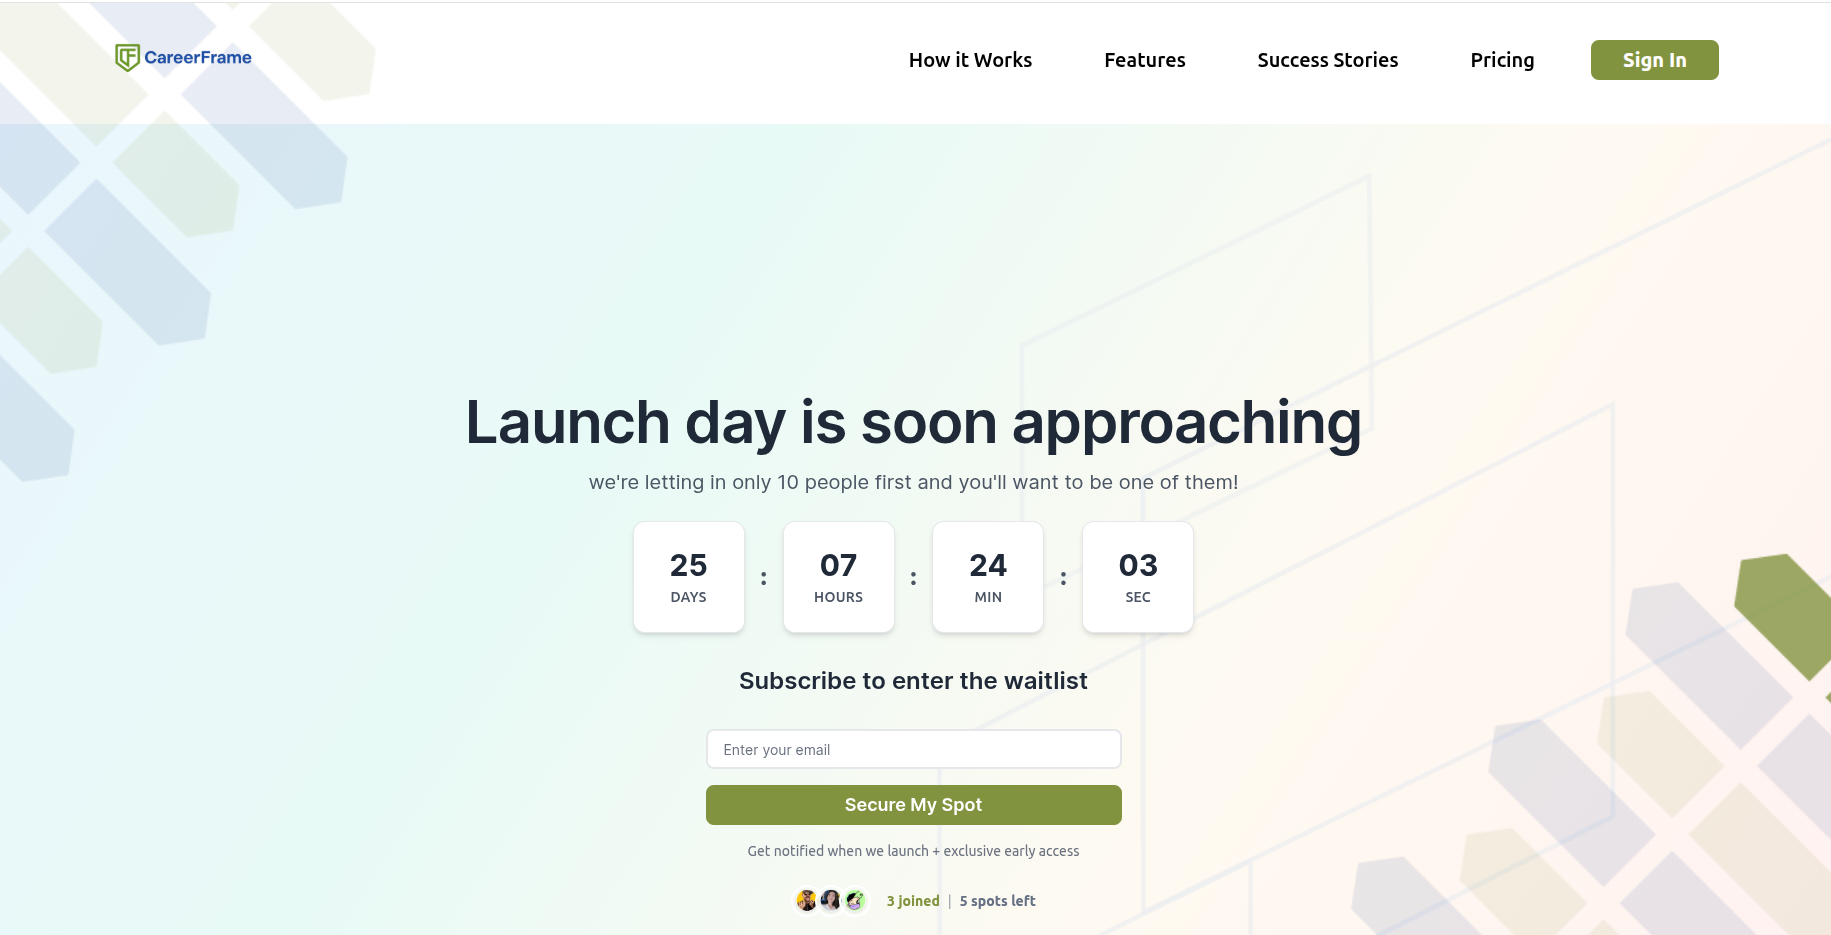 CareerFrame
How it Works
Features
Success Stories
Pricing
Sign In
Launch day is soon approaching
we're letting in only 10 people first and you'll want to be one of them!
25 : 07 : 24 : 03
DAYS HOURS MIN SEC
Subscribe to enter the waitlist
Enter your email
Secure My Spot
Get notified when we launch + exclusive early access
3 joined | 5 spots left